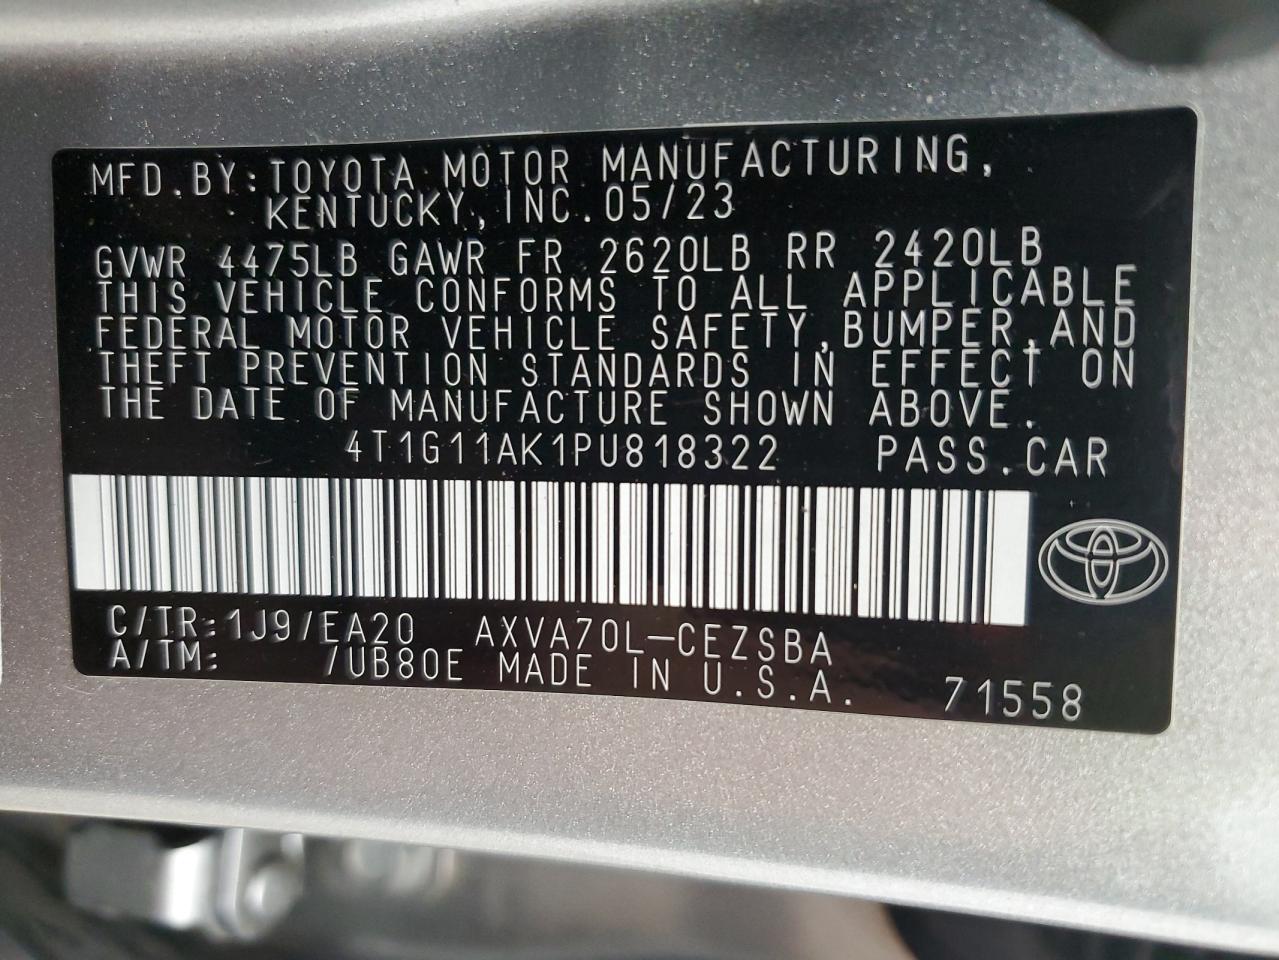 MFD.BY:TOYOTA MOTOR MANUFACTURING,
KENTUCKY,INC.05/23
GVWR 4475LB GAWR FR 2620LB RR 2420LB
THIS VEHICLE CONFORMS TO ALL APPLICABLE
FEDERAL MOTOR VEHICLE SAFETY,BUMPER,AND
THEFT PREVENTION STANDARDS IN EFFECT ON
THE DATE OF MANUFACTURE SHOWN ABOVE.
4T1G11AK1PU818322 PASS.CAR
C/TR:1J9/EA20 AXVA70L-CEZSBA
A/TM: /UB80E MADE IN U.S.A. 71558